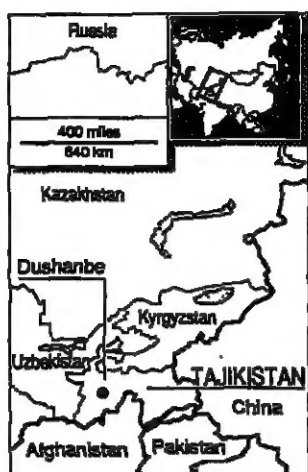 Russia
400 miles
640 km
Kazakhstan
Dushanbe
Kyrgyzstan
Uzbekistan
TAJIKISTAN
China
Afghanistan
Pakistan